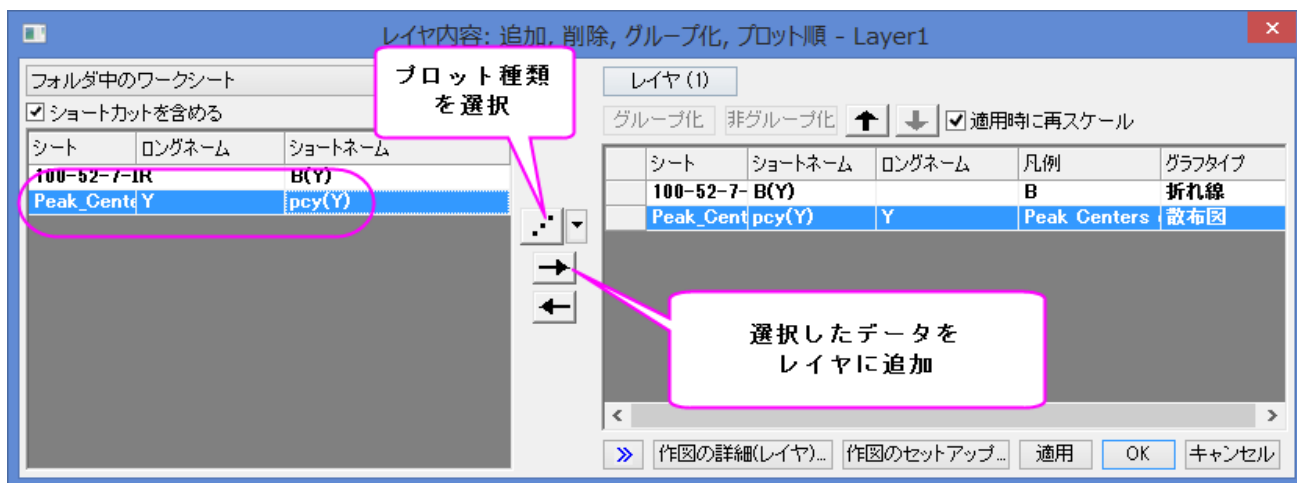 レイヤ内容: 追加, 削除, グループ化, プロット順 - Layer1
フォルダ中のワークシート
プロット種類
を選択
レイヤ (1)
ショートカットを含める
グループ化 非グループ化 適用時に再スケール
シート ロングネーム ショートネーム
100-52-7-IR B(Y)
Peak_Cente Y pcy(Y)
シート ショートネーム ロングネーム 凡例 グラフタイプ
100-52-7- B(Y) B 折れ線
Peak_Cent pcy(Y) Y Peak Centers 散布図
選択したデータを
レイヤに追加
作図の詳細(レイヤ)... 作図のセットアップ... 適用 OK キャンセル